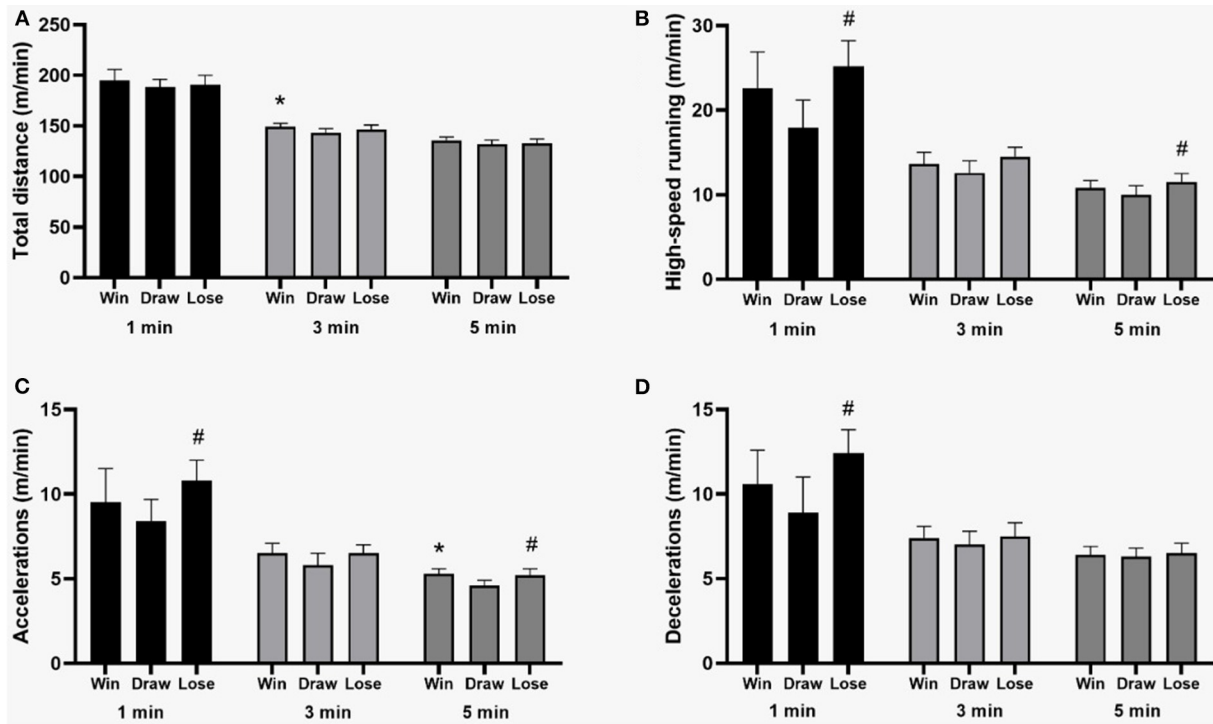 A
Total distance (m/min)
250
200
150
100
50
0
*
Win Draw Lose Win Draw Lose Win Draw Lose
1 min 3 min 5 min
B
High-speed running (m/min)
30
20
10
0
#
#
Win Draw Lose Win Draw Lose Win Draw Lose
1 min 3 min 5 min
C
Accelerations (m/min)
15
10
5
0
#
* #
Win Draw Lose Win Draw Lose Win Draw Lose
1 min 3 min 5 min
D
Decelerations (m/min)
15
10
5
0
#
Win Draw Lose Win Draw Lose Win Draw Lose
1 min 3 min 5 min